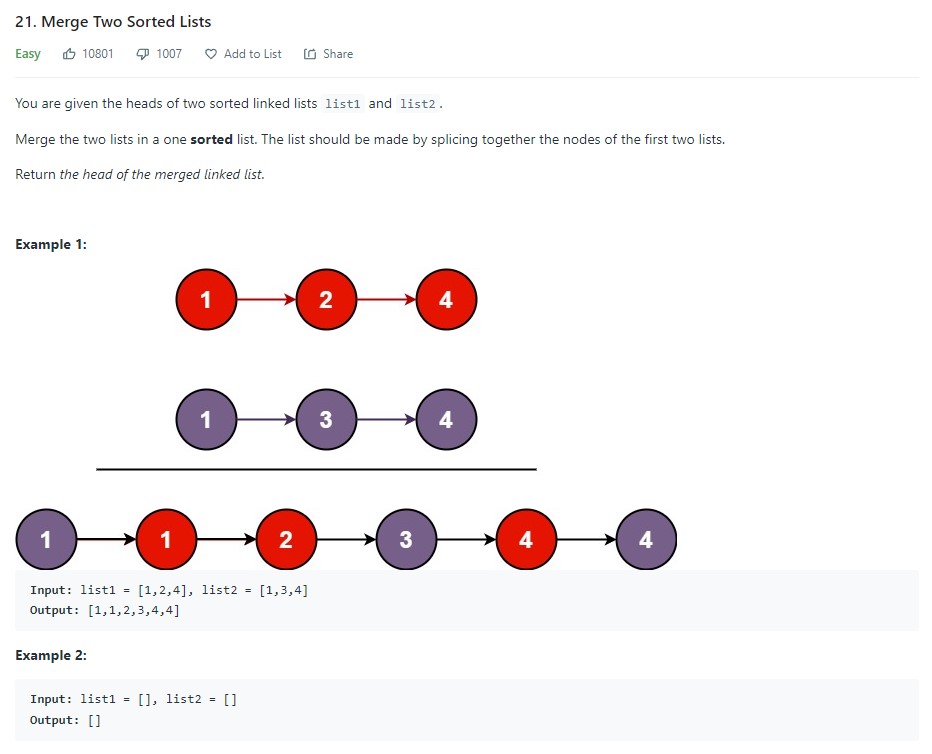 21. Merge Two Sorted Lists
Easy 10801 1007 Add to List Share
You are given the heads of two sorted linked lists list1 and list2.
Merge the two lists in a one sorted list. The list should be made by splicing together the nodes of the first two lists.
Return the head of the merged linked list.
Example 1:
1 2 4
1 3 4
1 1 2 3 4 4
Input: list1 = [1,2,4], list2 = [1,3,4]
Output: [1,1,2,3,4,4]
Example 2:
Input: list1 = [], list2 = []
Output: []